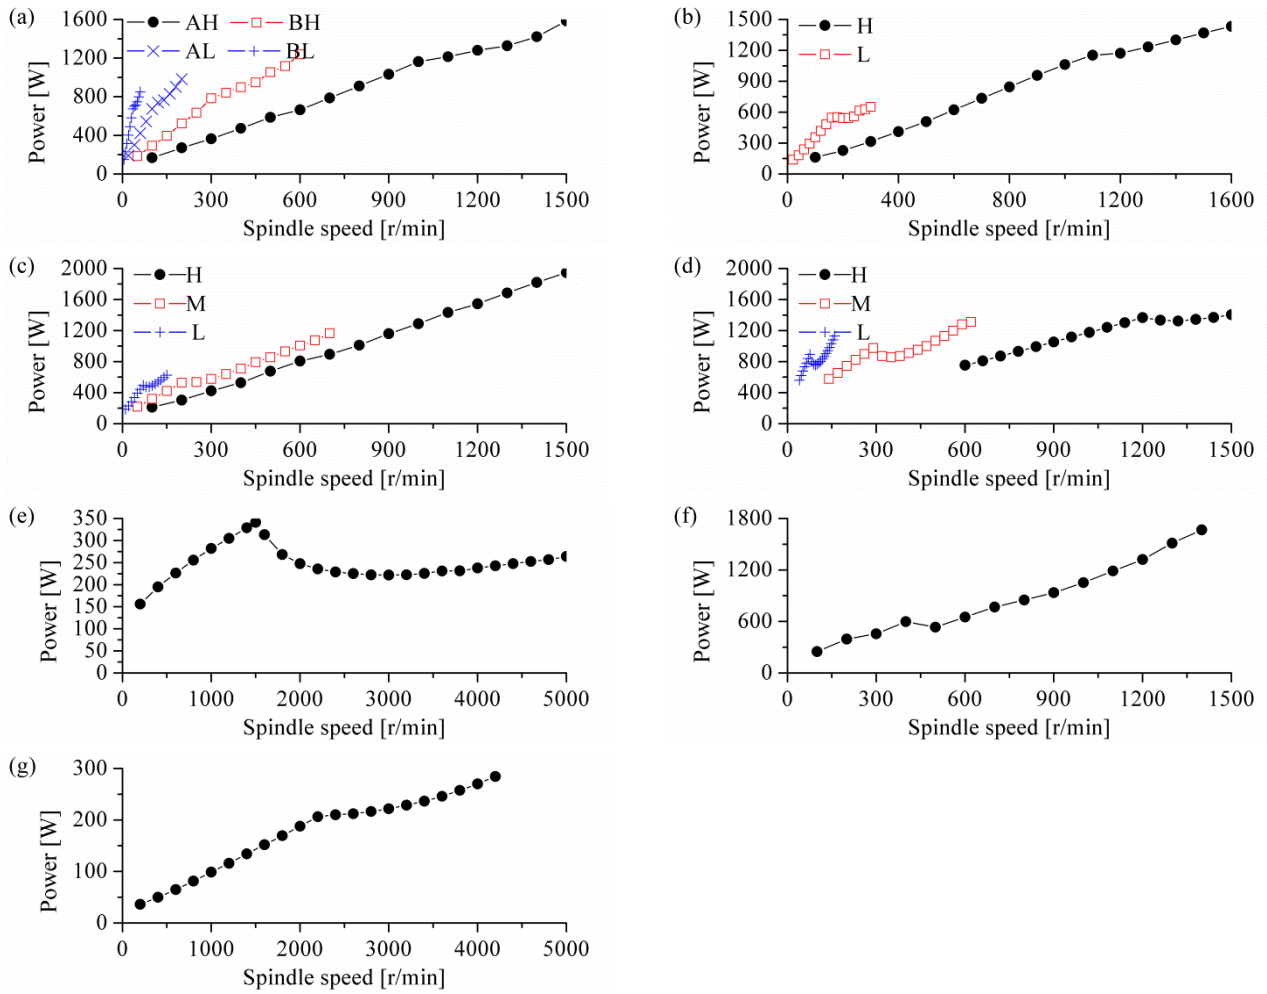 (a)
AH BH
AL BL
1600
1200
800
400
0
Power [W]
0 300 600 900 1200 1500
Spindle speed [r/min]
(b)
H
L
1500
1200
900
600
300
0
Power [W]
0 400 800 1200 1600
Spindle speed [r/min]
(c)
H
M
L
2000
1600
1200
800
400
0
Power [W]
0 300 600 900 1200 1500
Spindle speed [r/min]
(d)
H
M
L
2000
1600
1200
800
400
0
Power [W]
0 300 600 900 1200 1500
Spindle speed [r/min]
(e)
350
300
250
200
150
100
50
0
Power [W]
0 1000 2000 3000 4000 5000
Spindle speed [r/min]
(f)
1800
1200
600
0
Power [W]
0 300 600 900 1200 1500
Spindle speed [r/min]
(g)
300
200
100
0
Power [W]
0 1000 2000 3000 4000 5000
Spindle speed [r/min]